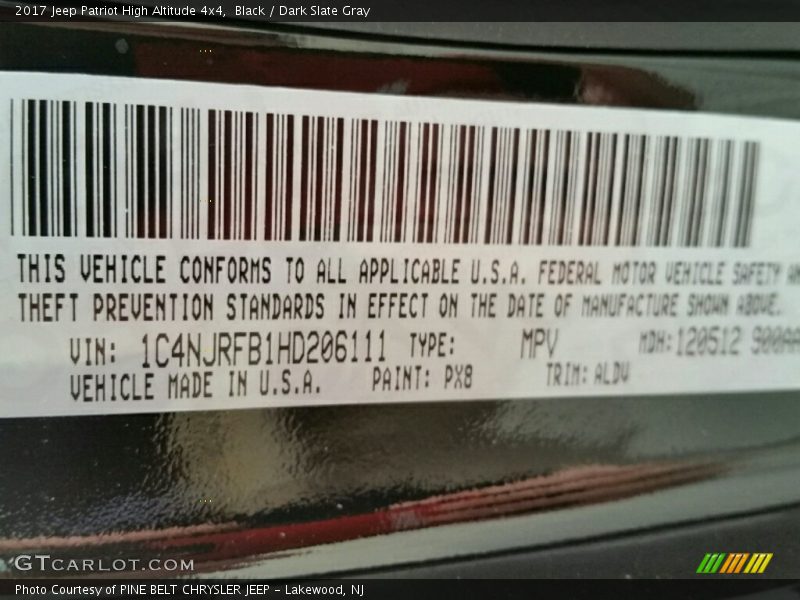 2017 Jeep Patriot High Altitude 4x4,  Black / Dark Slate Gray
THIS VEHICLE CONFORMS TO ALL APPLICABLE U.S.A. FEDERAL MOTOR VEHICLE SAFETY
THEFT PREVENTION STANDARDS IN EFFECT ON THE DATE OF MANUFACTURE SHOWN ABOVE.
VIN: 1C4NJRFB1HD206111 TYPE: MPV MDH:120512
VEHICLE MADE IN U.S.A. PAINT: PX8 TRIM: ALDV
GTCARLOT.COM
Photo Courtesy of PINE BELT CHRYSLER JEEP – Lakewood, NJ